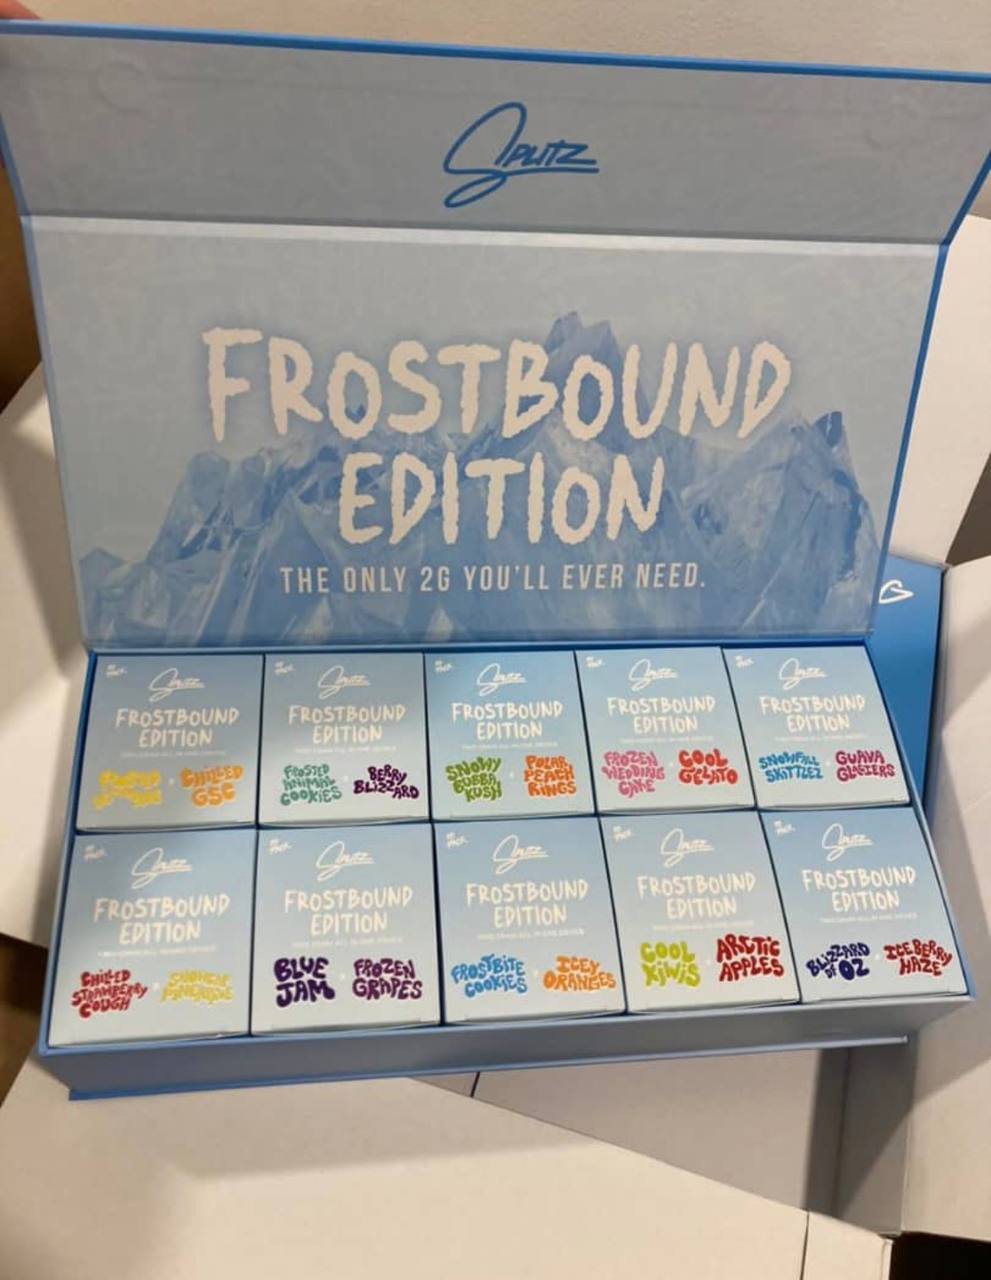 SPLITZ
FROSTBOUND
EDITION
THE ONLY 2G YOU'LL EVER NEED.
Splitz
FROSTBOUND
EDITION
CHILLED
GSC
Splitz
FROSTBOUND
EDITION
FROSTED
ANIMAL
COOKIES
BERRY
BLIZZARD
Splitz
FROSTBOUND
EDITION
SNOWY
BUBBA
KUSH
POLAR
PEACH
RINGS
Splitz
FROSTBOUND
EDITION
FROZEN
WEDDING
CAKE
COOL
GELATO
Splitz
FROSTBOUND
EDITION
SNOWFALL
SKITTLEZ
GUAVA
GLACIERS
Splitz
FROSTBOUND
EDITION
CHILLED
STRAWBERRY
COUGH
Splitz
FROSTBOUND
EDITION
BLUE
JAM
FROZEN
GRAPES
Splitz
FROSTBOUND
EDITION
FROSTBITE
COOKIES
ICEY
ORANGES
Splitz
FROSTBOUND
EDITION
COOL
KIWIS
ARCTIC
APPLES
Splitz
FROSTBOUND
EDITION
BLIZZARD
OF OZ
ICE BERRY
HAZE